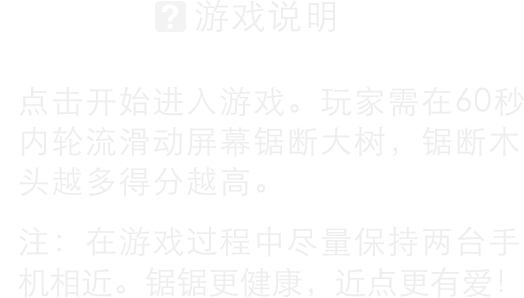 ? 游戏说明
点击开始进入游戏。玩家需在60秒
内轮流滑动屏幕锯断大树，锯断木
头越多得分越高。
注：在游戏过程中尽量保持两台手
机相近。锯锯更健康，近点更有爱！